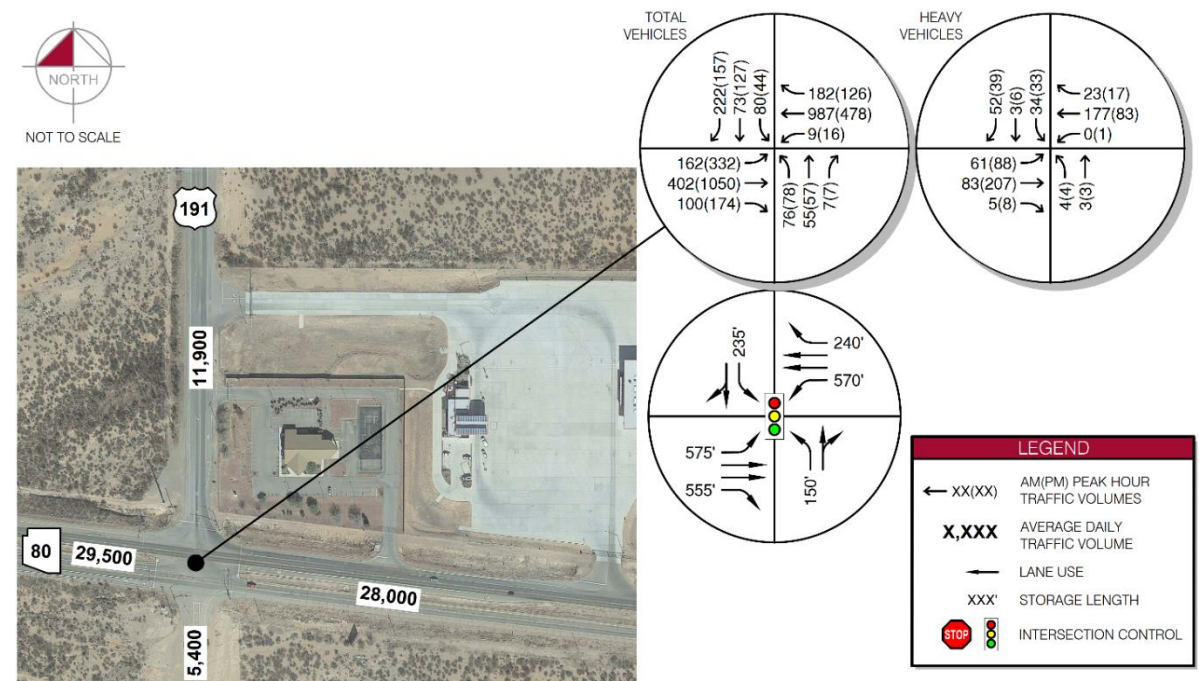 NORTH
NOT TO SCALE
191
11,900
80
29,500
28,000
5,400
TOTAL
VEHICLES
222(157)
73(127)
80(44)
182(126)
987(478)
9(16)
162(332)
402(1050)
100(174)
76(78)
55(57)
7(7)
HEAVY
VEHICLES
52(39)
3(6)
34(33)
23(17)
177(83)
0(1)
61(88)
83(207)
5(8)
4(4)
3(3)
235'
240'
570'
575'
555'
150'
LEGEND
XX(XX)
AM(PM) PEAK HOUR
TRAFFIC VOLUMES
X,XXX
AVERAGE DAILY
TRAFFIC VOLUME
LANE USE
XXX'
STORAGE LENGTH
STOP
INTERSECTION CONTROL